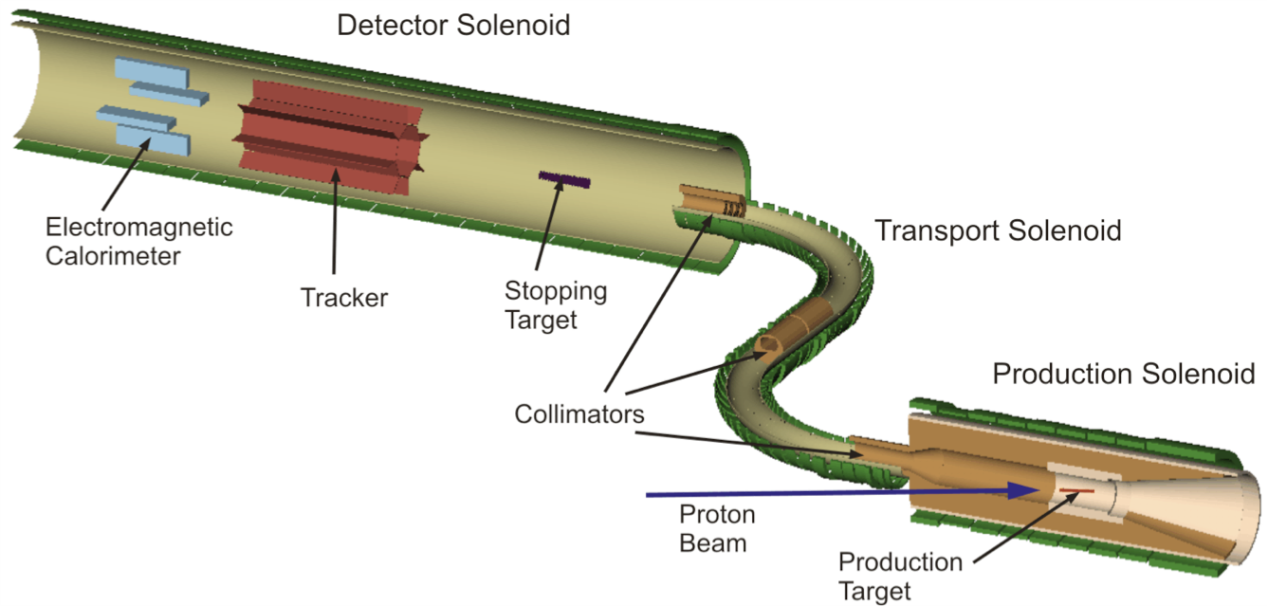 Detector Solenoid
Electromagnetic
Calorimeter
Tracker
Stopping
Target
Transport Solenoid
Collimators
Production Solenoid
Proton
Beam
Production
Target